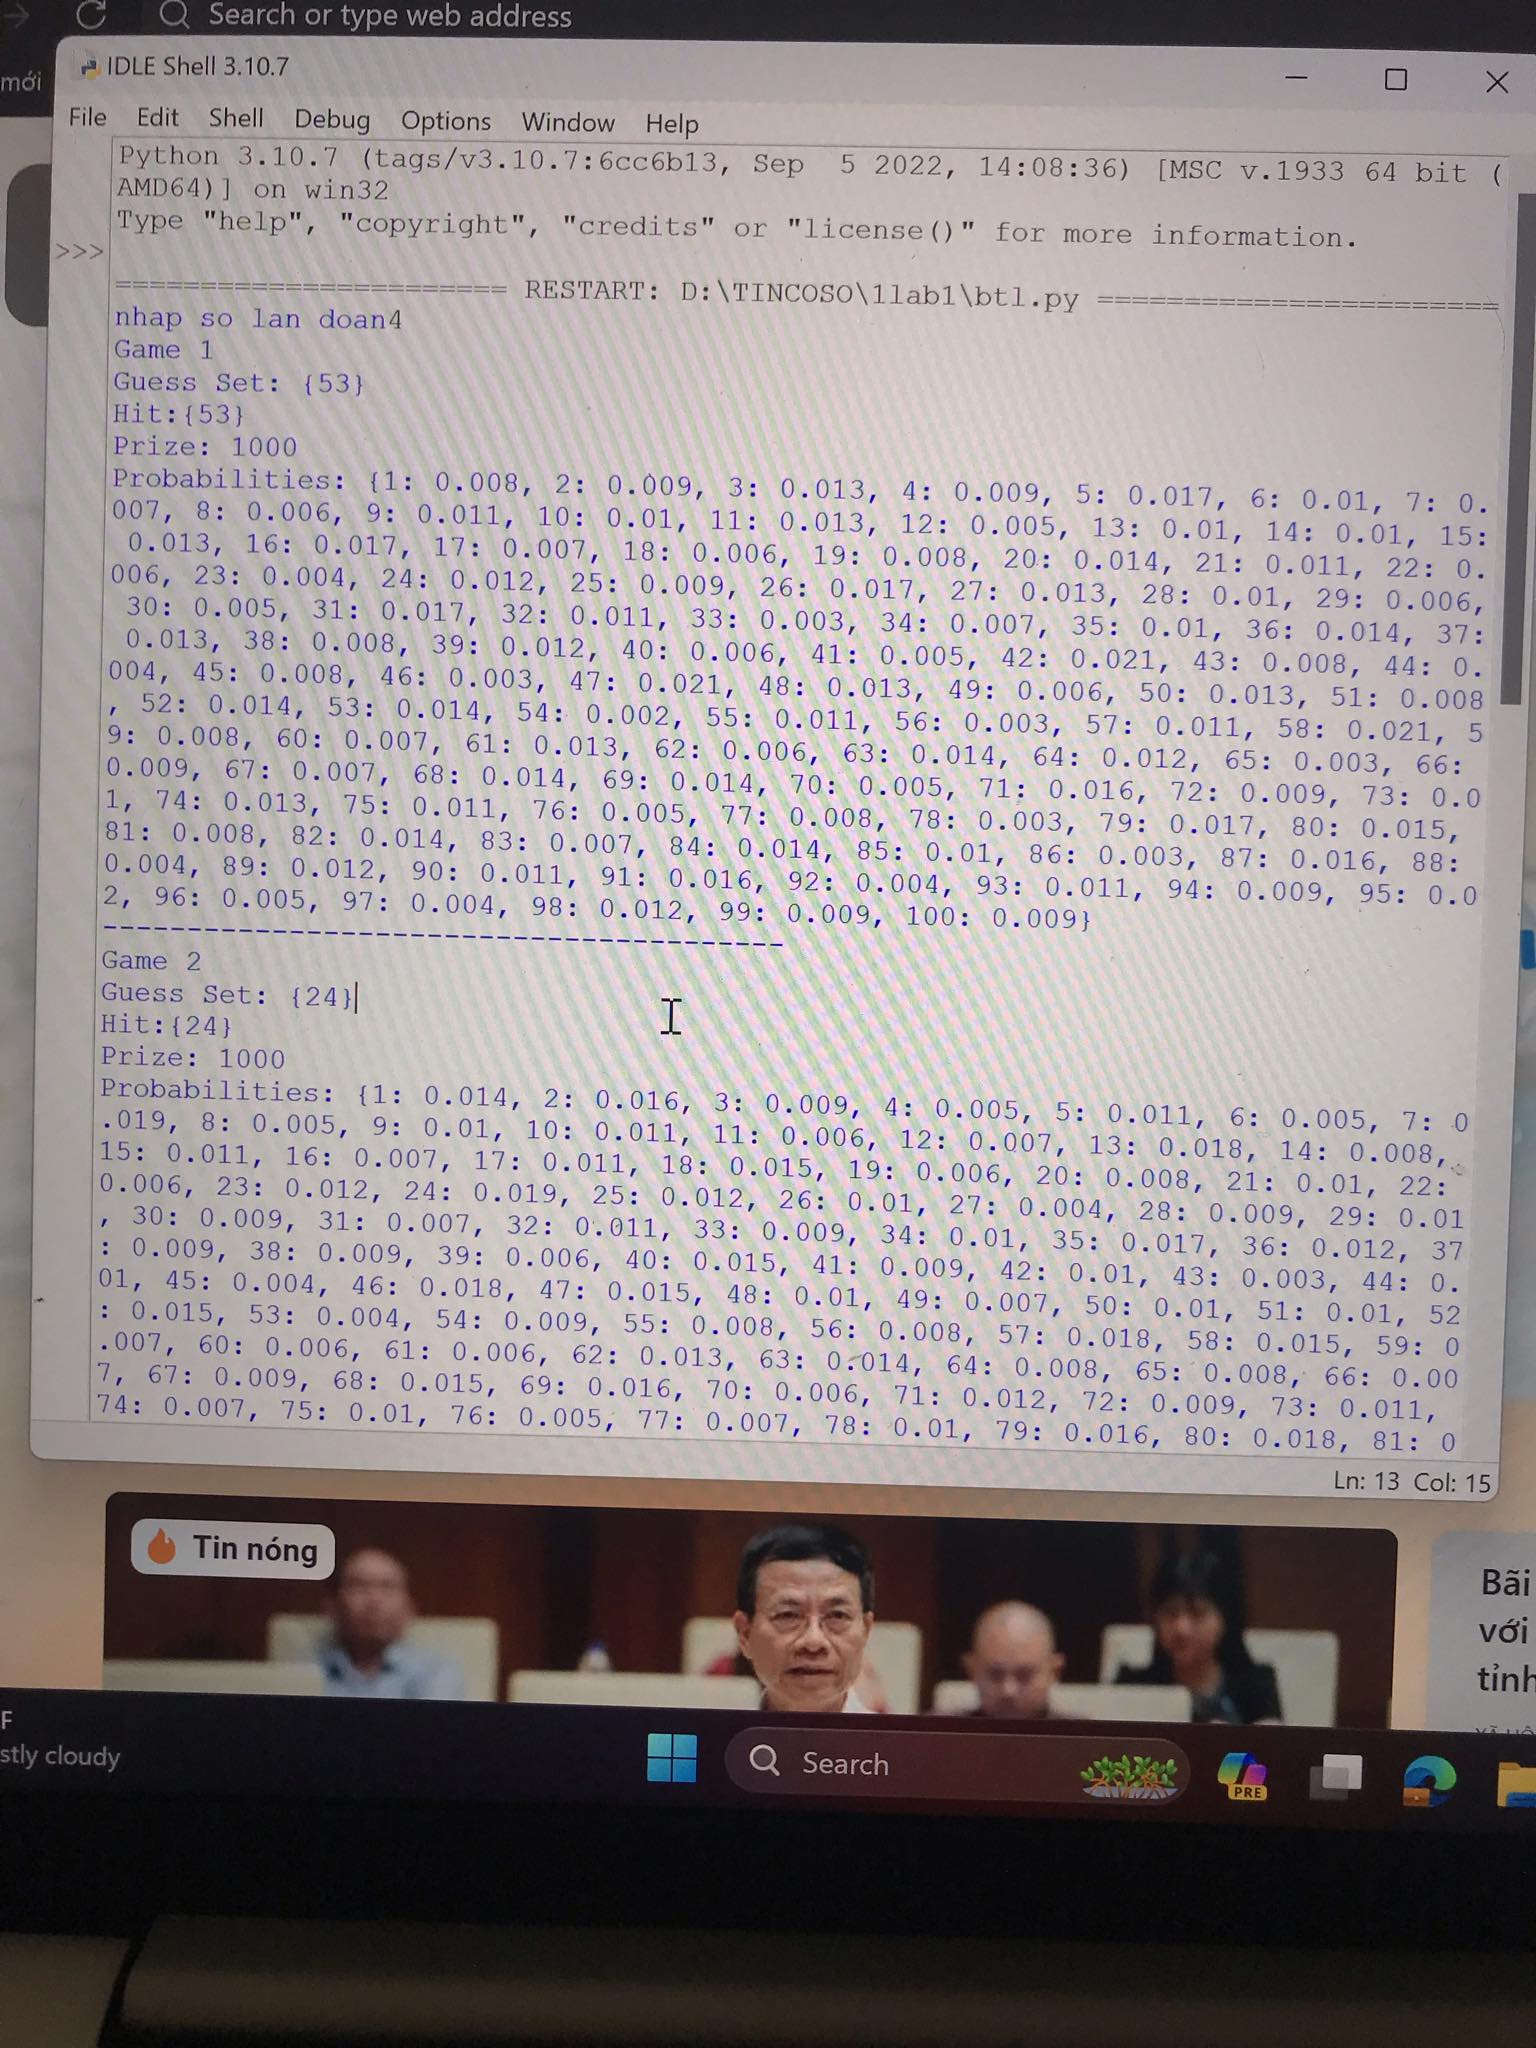 Search or type web address
mới
IDLE Shell 3.10.7
File Edit Shell Debug Options Window Help
Python 3.10.7 (tags/v3.10.7:6cc6b13, Sep  5 2022, 14:08:36) [MSC v.1933 64 bit (
AMD64)] on win32
Type "help", "copyright", "credits" or "license()" for more information.
>>>
======================= RESTART: D:\TINCOSO\1lab1\btl.py =======================
nhap so lan doan4
Game 1
Guess Set: {53}
Hit:{53}
Prize: 1000
Probabilities: {1: 0.008, 2: 0.009, 3: 0.013, 4: 0.009, 5: 0.017, 6: 0.01, 7: 0.
007, 8: 0.006, 9: 0.011, 10: 0.01, 11: 0.013, 12: 0.005, 13: 0.01, 14: 0.01, 15:
0.013, 16: 0.017, 17: 0.007, 18: 0.006, 19: 0.008, 20: 0.014, 21: 0.011, 22: 0.
006, 23: 0.004, 24: 0.012, 25: 0.009, 26: 0.017, 27: 0.013, 28: 0.01, 29: 0.006,
30: 0.005, 31: 0.017, 32: 0.011, 33: 0.003, 34: 0.007, 35: 0.01, 36: 0.014, 37:
0.013, 38: 0.008, 39: 0.012, 40: 0.006, 41: 0.005, 42: 0.021, 43: 0.008, 44: 0.
004, 45: 0.008, 46: 0.003, 47: 0.021, 48: 0.013, 49: 0.006, 50: 0.013, 51: 0.008
, 52: 0.014, 53: 0.014, 54: 0.002, 55: 0.011, 56: 0.003, 57: 0.011, 58: 0.021, 5
9: 0.008, 60: 0.007, 61: 0.013, 62: 0.006, 63: 0.014, 64: 0.012, 65: 0.003, 66:
0.009, 67: 0.007, 68: 0.014, 69: 0.014, 70: 0.005, 71: 0.016, 72: 0.009, 73: 0.0
1, 74: 0.013, 75: 0.011, 76: 0.005, 77: 0.008, 78: 0.003, 79: 0.017, 80: 0.015,
81: 0.008, 82: 0.014, 83: 0.007, 84: 0.014, 85: 0.01, 86: 0.003, 87: 0.016, 88:
0.004, 89: 0.012, 90: 0.011, 91: 0.016, 92: 0.004, 93: 0.011, 94: 0.009, 95: 0.0
2, 96: 0.005, 97: 0.004, 98: 0.012, 99: 0.009, 100: 0.009}
----------------------------------------
Game 2
Guess Set: {24}
Hit:{24}
Prize: 1000
Probabilities: {1: 0.014, 2: 0.016, 3: 0.009, 4: 0.005, 5: 0.011, 6: 0.005, 7: 0
.019, 8: 0.005, 9: 0.01, 10: 0.011, 11: 0.006, 12: 0.007, 13: 0.018, 14: 0.008,
15: 0.011, 16: 0.007, 17: 0.011, 18: 0.015, 19: 0.006, 20: 0.008, 21: 0.01, 22:
0.006, 23: 0.012, 24: 0.019, 25: 0.012, 26: 0.01, 27: 0.004, 28: 0.009, 29: 0.01
, 30: 0.009, 31: 0.007, 32: 0.011, 33: 0.009, 34: 0.01, 35: 0.017, 36: 0.012, 37
: 0.009, 38: 0.009, 39: 0.006, 40: 0.015, 41: 0.009, 42: 0.01, 43: 0.003, 44: 0.
01, 45: 0.004, 46: 0.018, 47: 0.015, 48: 0.01, 49: 0.007, 50: 0.01, 51: 0.01, 52
: 0.015, 53: 0.004, 54: 0.009, 55: 0.008, 56: 0.008, 57: 0.018, 58: 0.015, 59: 0
.007, 60: 0.006, 61: 0.006, 62: 0.013, 63: 0.014, 64: 0.008, 65: 0.008, 66: 0.00
7, 67: 0.009, 68: 0.015, 69: 0.016, 70: 0.006, 71: 0.012, 72: 0.009, 73: 0.011,
74: 0.007, 75: 0.01, 76: 0.005, 77: 0.007, 78: 0.01, 79: 0.016, 80: 0.018, 81: 0
Ln: 13 Col: 15
Tin nóng
Bãi
với
tỉnh
F
stly cloudy
Search
PRE